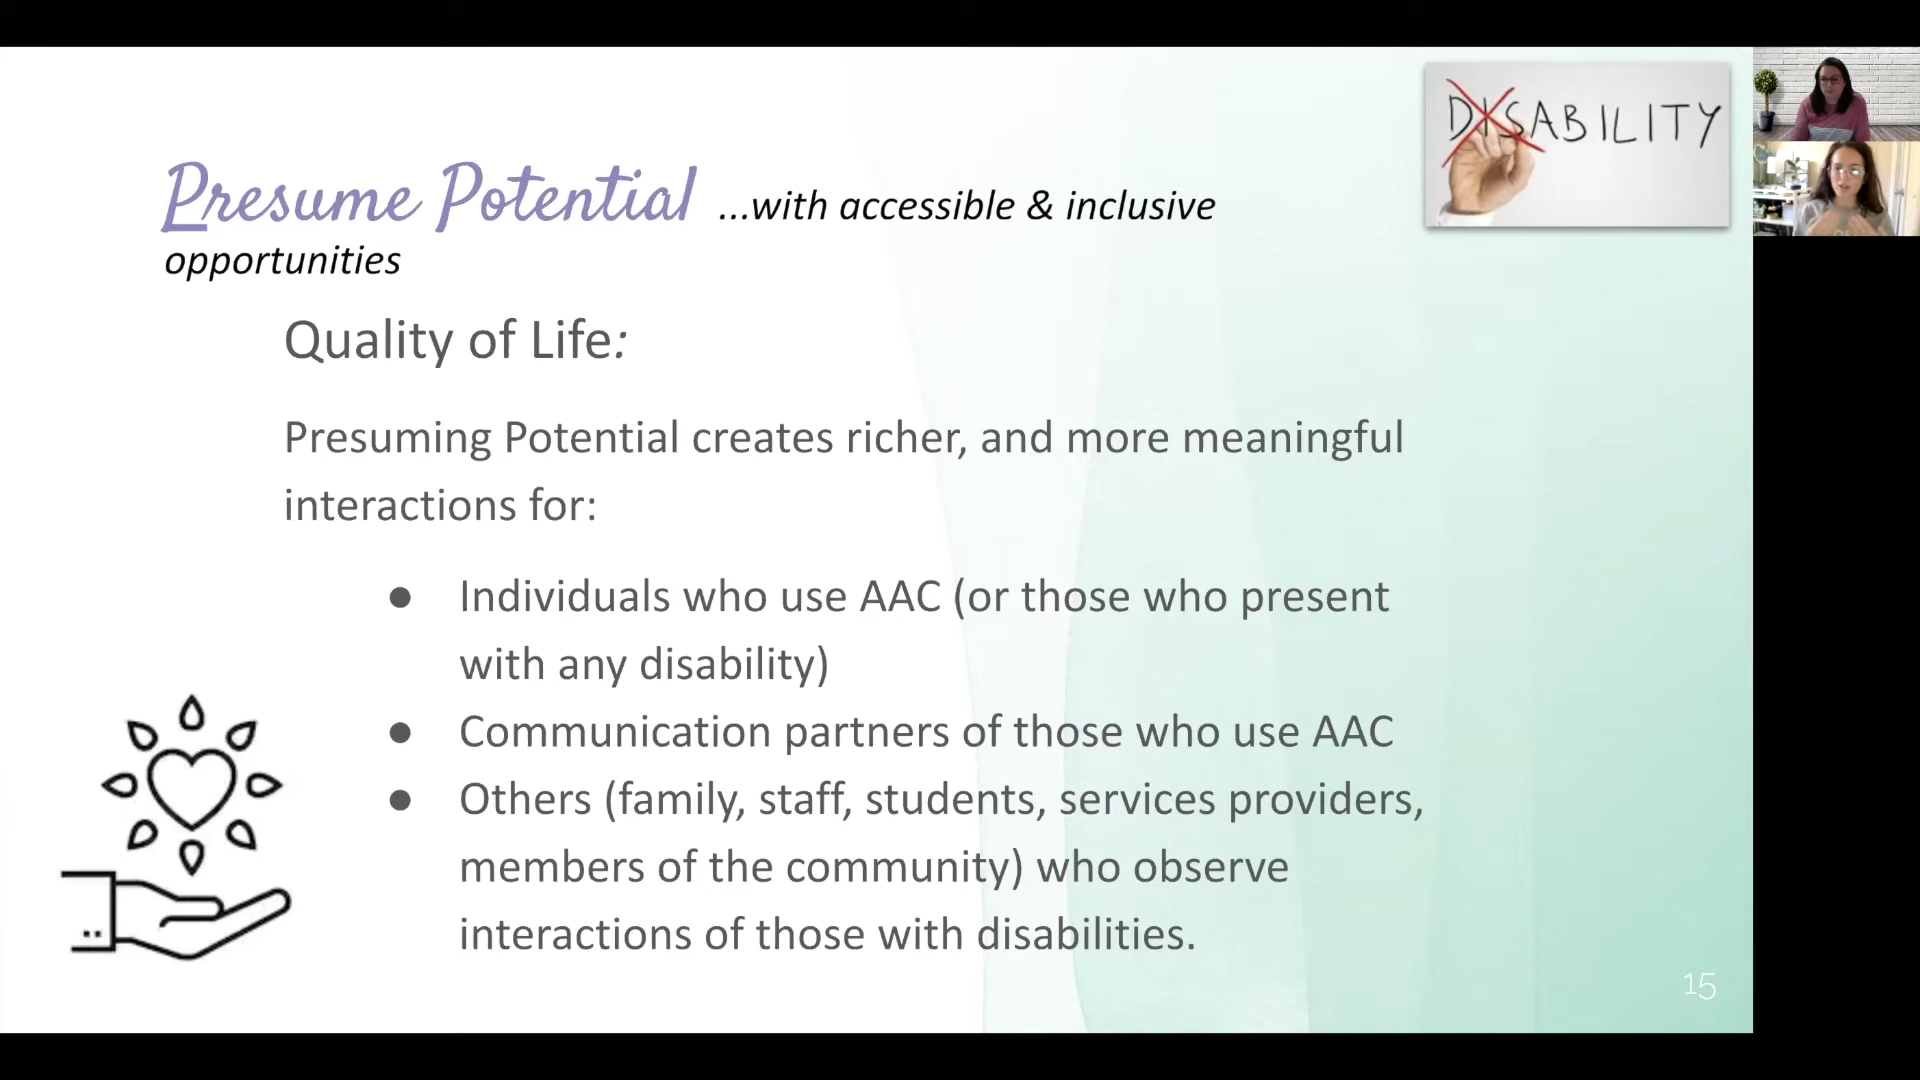 DISABILITY
Presume Potential ...with accessible & inclusive
opportunities
Quality of Life:
Presuming Potential creates richer, and more meaningful
interactions for:
● Individuals who use AAC (or those who present
with any disability)
● Communication partners of those who use AAC
● Others (family, staff, students, services providers,
members of the community) who observe
interactions of those with disabilities.
15